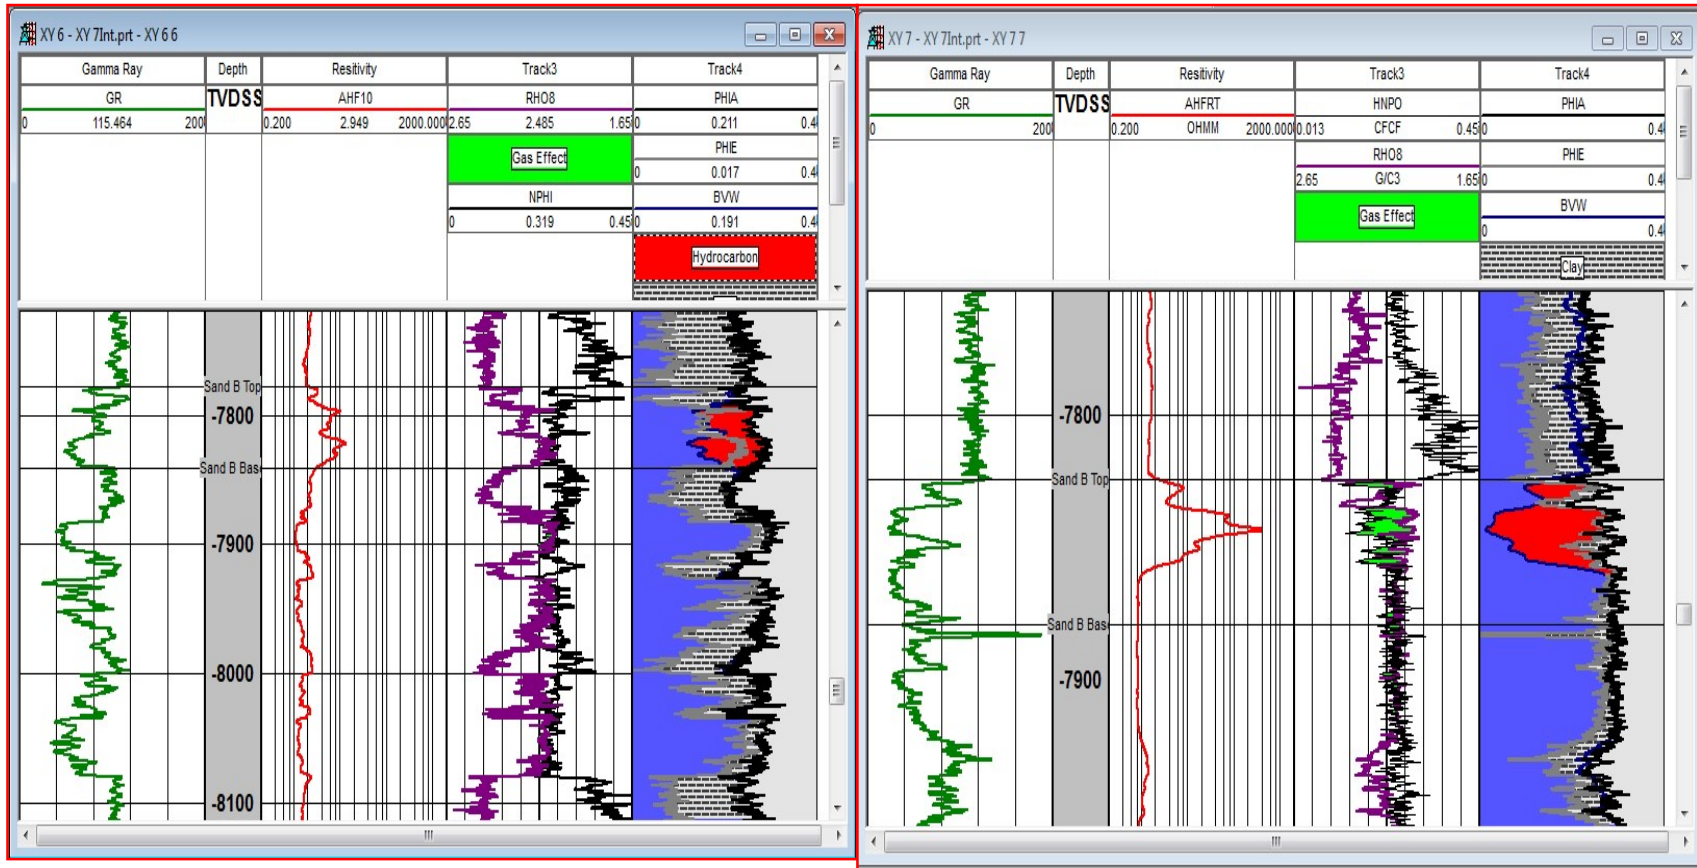 XY 6 - XY 7Int.prt - XY 6 6
Gamma Ray Depth Resitivity Track3 Track4
GR TVDSS AHF10 RHO8 PHIA
0 115.464 200 0.200 2.949 2000.000 2.65 2.485 1.65 0 0.211 0.4
Gas Effect PHIE
0 0.017 0.4
NPHI BVW
0 0.319 0.45 0 0.191 0.4
Hydrocarbon
Sand B Top
-7800
Sand B Bas
-7900
-8000
-8100
XY 7 - XY 7Int.prt - XY 7 7
Gamma Ray Depth Resitivity Track3 Track4
GR TVDSS AHFRT HNPO PHIA
0 200 0.200 OHMM 2000.000 0.013 CFCF 0.45 0 0.4
RHO8 PHIE
2.65 G/C3 1.65 0 0.4
Gas Effect BVW
0 0.4
Clay
-7800
Sand B Top
Sand B Bas
-7900